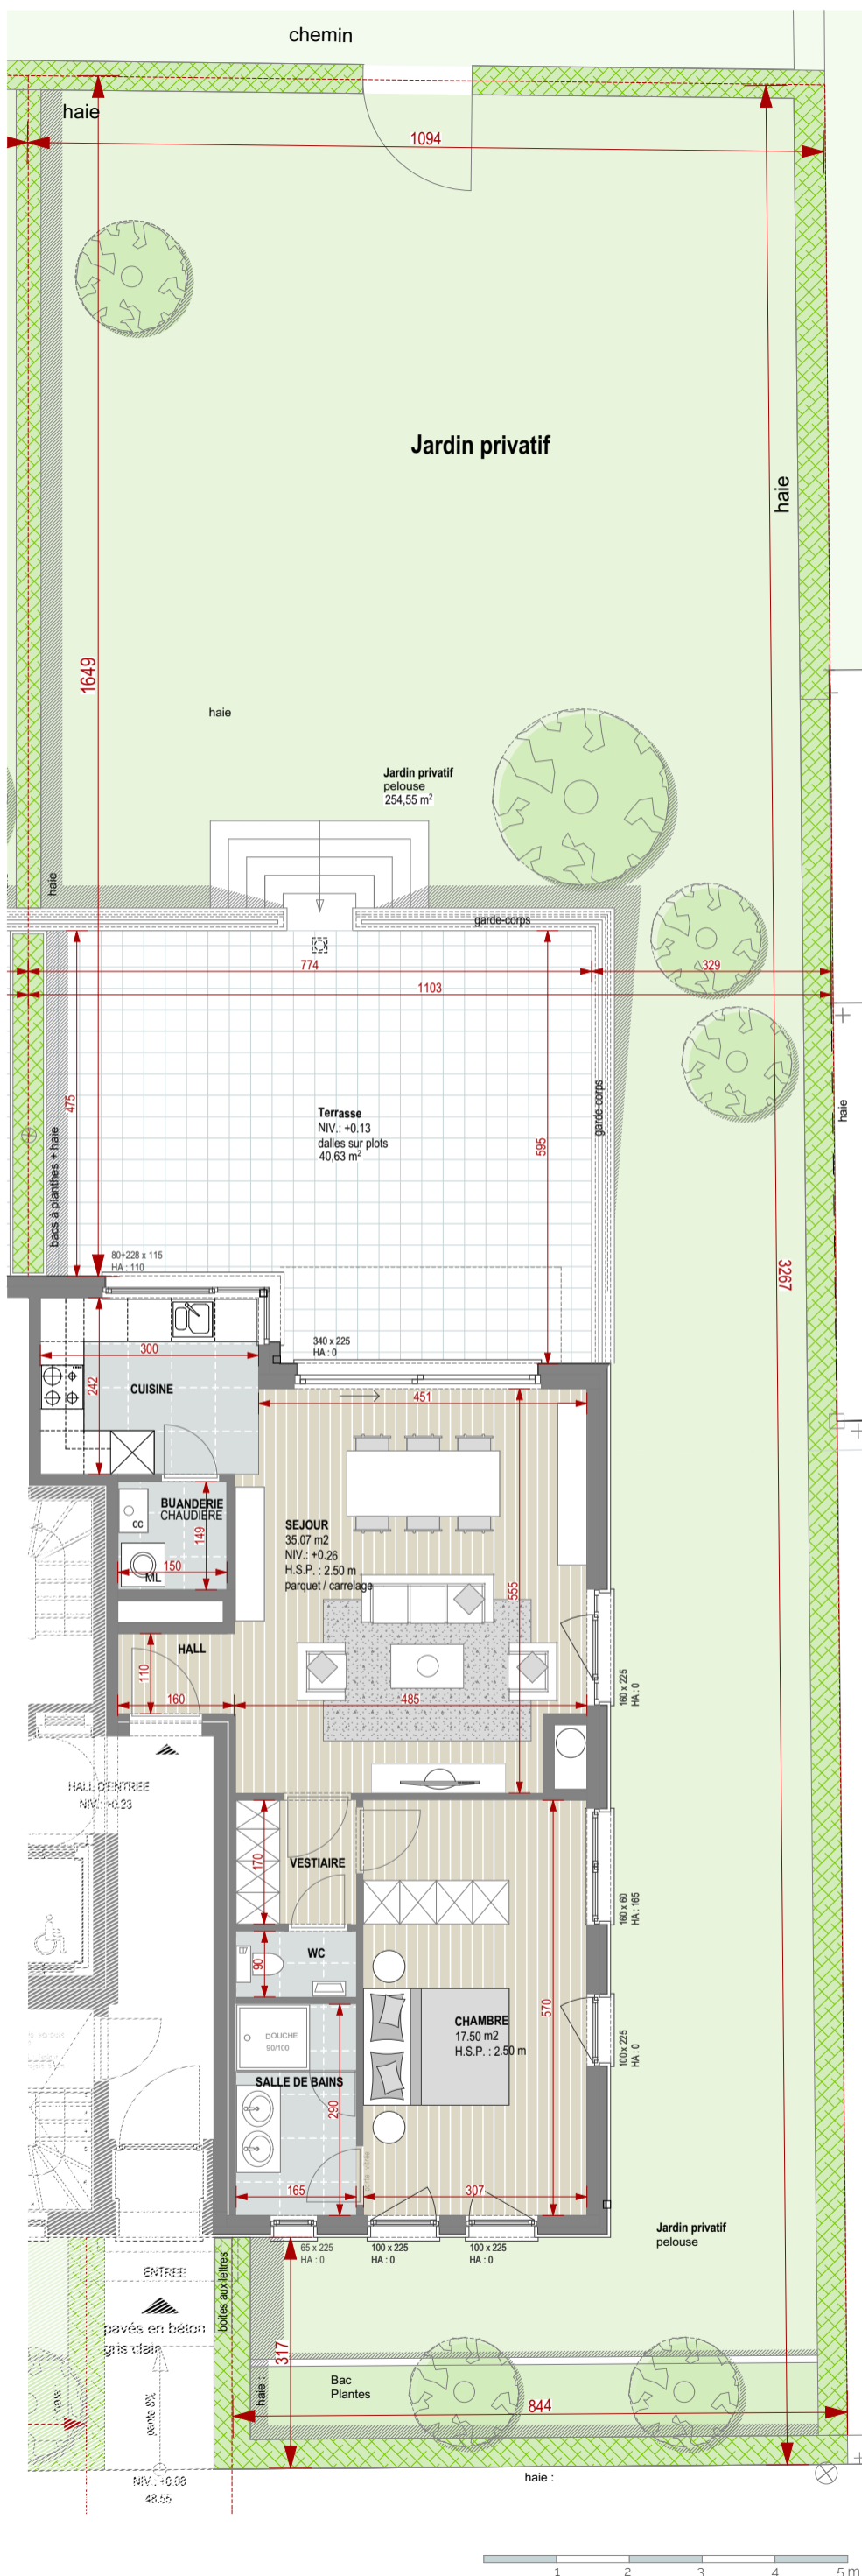 chemin
haie
1094
Jardin privatif
haie
1649
haie
Jardin privatif
pelouse
254,55 m²
haie
garde-corps
774
329
1103
475
Terrasse
NIV.: +0.13
dalles sur plots
40,63 m²
595
garde-corps
haie
bacs à planthes + haie
3267
80+228 x 115
HA : 110
340 x 225
HA : 0
300
242
CUISINE
451
BUANDERIE
CHAUDIERE
cc
149
150
ML
SEJOUR
35.07 m2
NIV.: +0.26
H.S.P. : 2.50 m
parquet / carrelage
555
HALL
110
160
485
160 x 225
HA : 0
HALL D'ENTREE
NIV.: +0.23
170
VESTIAIRE
160 x 60
HA : 165
WC
90
570
CHAMBRE
17.50 m2
H.S.P. : 2.50 m
100 x 225
HA : 0
DOUCHE
90/100
SALLE DE BAINS
290
165
307
65 x 225
HA : 0
100 x 225
HA : 0
100 x 225
HA : 0
Jardin privatif
pelouse
boites aux lettres
ENTREE
pavés en béton
gris clair
317
haie :
Bac
Plantes
844
pente 8%
haie :
NIV.: +0.08
48.66
1
2
3
4
5 m